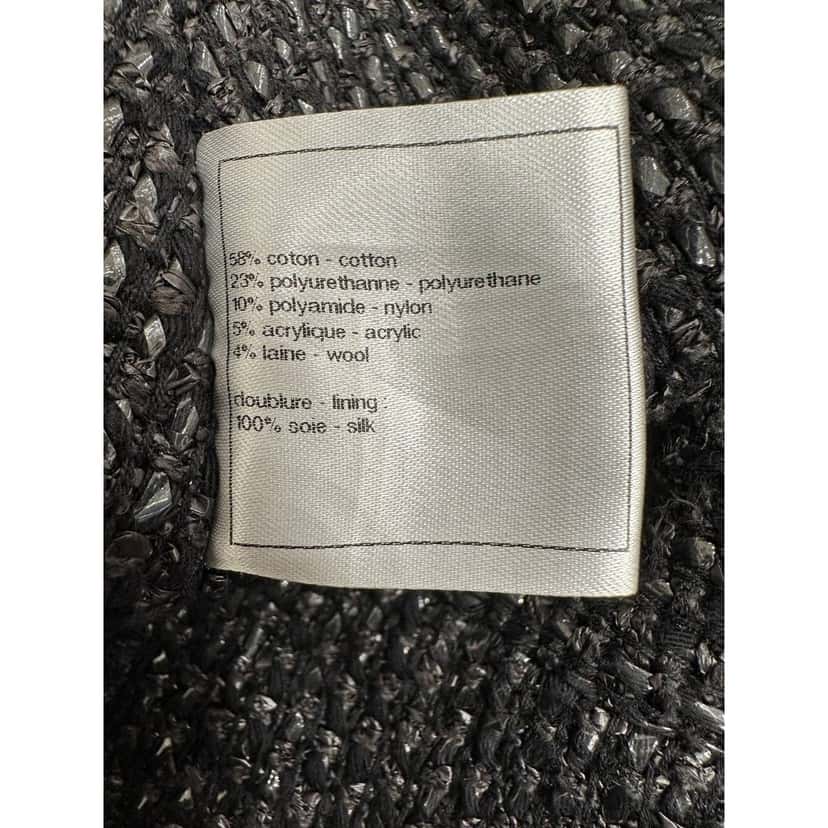 58% coton - cotton
23% polyurethanne - polyurethane
10% polyamide - nylon
5% acrylique - acrylic
4% laine - wool
doublure - lining :
100% soie - silk